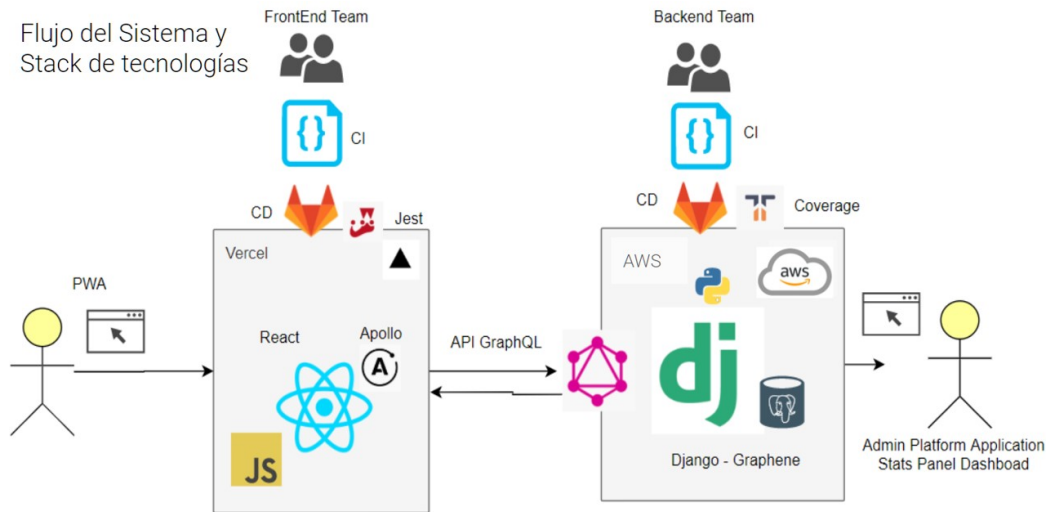 Flujo del Sistema y
Stack de tecnologías
FrontEnd Team
{ }
CI
CD
Jest
Vercel
PWA
React
Apollo
A
JS
API GraphQL
Backend Team
{ }
CI
CD
Coverage
AWS
aws
dj
Django - Graphene
Admin Platform Application
Stats Panel Dashboad